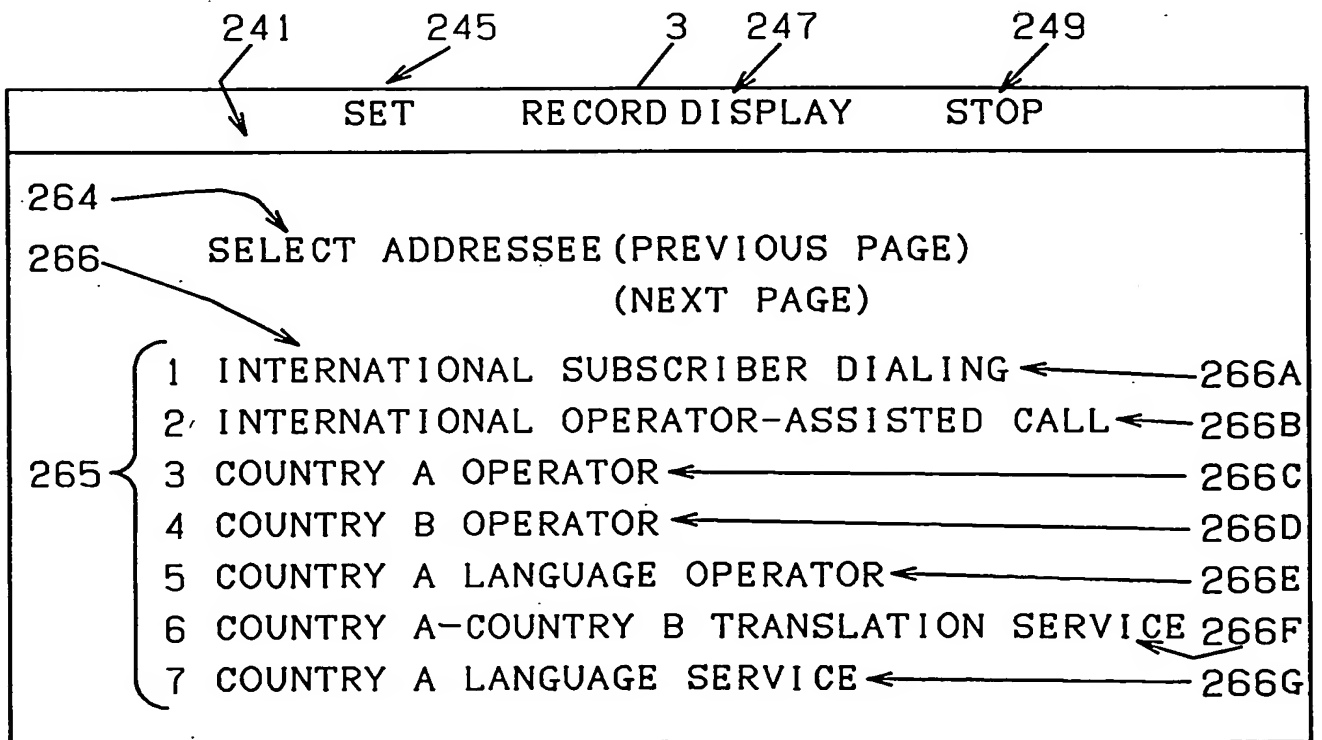 241 245 3 247 249
SET RECORD DISPLAY STOP
264
SELECT ADDRESSEE (PREVIOUS PAGE)
266
(NEXT PAGE)
1 INTERNATIONAL SUBSCRIBER DIALING 266A
2 INTERNATIONAL OPERATOR-ASSISTED CALL 266B
265 3 COUNTRY A OPERATOR 266C
4 COUNTRY B OPERATOR 266D
5 COUNTRY A LANGUAGE OPERATOR 266E
6 COUNTRY A-COUNTRY B TRANSLATION SERVICE 266F
7 COUNTRY A LANGUAGE SERVICE 266G